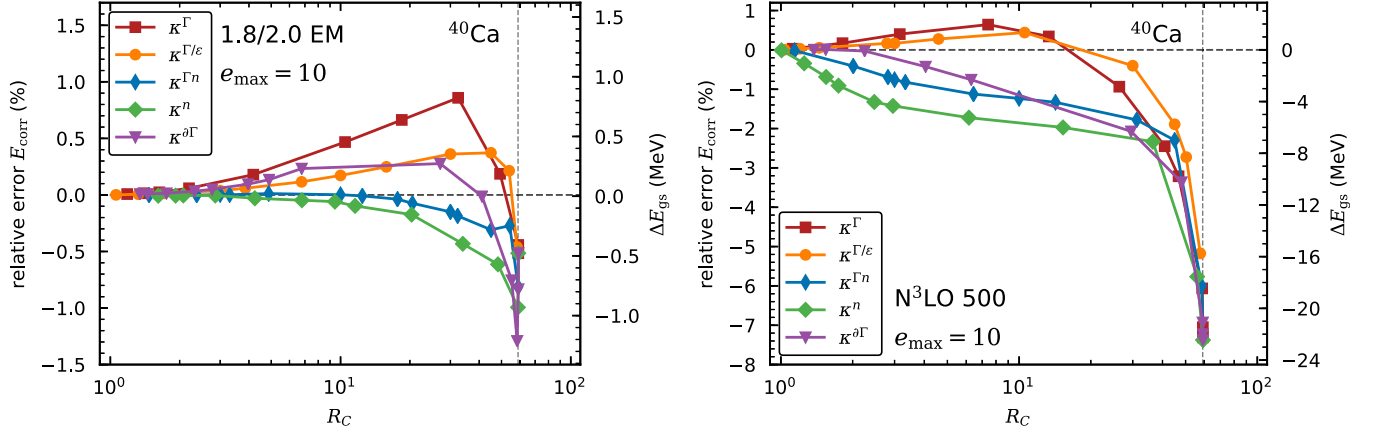 1.5
1.0
0.5
0.0
−0.5
−1.0
−1.5
relative error E_corr (%)
κ^Γ
κ^Γ/ε
κ^Γn
κ^n
κ^∂Γ
1.8/2.0 EM
e_max = 10
⁴⁰Ca
1.5
1.0
0.5
0.0
−0.5
−1.0
ΔE_gs (MeV)
10⁰
10¹
10²
R_C
1
0
−1
−2
−3
−4
−5
−6
−7
−8
relative error E_corr (%)
⁴⁰Ca
κ^Γ
κ^Γ/ε
κ^Γn
κ^n
κ^∂Γ
N³LO 500
e_max = 10
0
−4
−8
−12
−16
−20
−24
ΔE_gs (MeV)
10⁰
10¹
10²
R_C